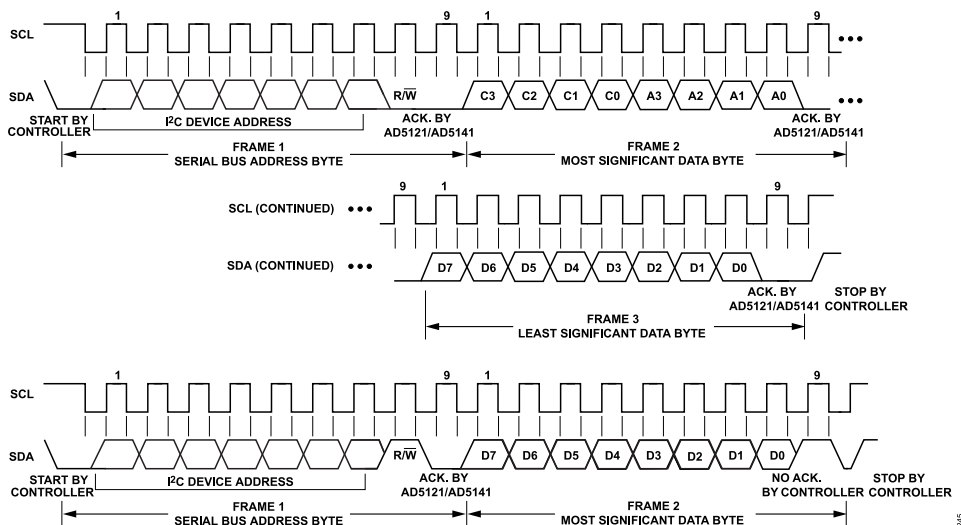 1 9 1 9
SCL
SDA R/W C3 C2 C1 C0 A3 A2 A1 A0
START BY CONTROLLER
I²C DEVICE ADDRESS
ACK. BY AD5121/AD5141
ACK. BY AD5121/AD5141
FRAME 1
SERIAL BUS ADDRESS BYTE
FRAME 2
MOST SIGNIFICANT DATA BYTE
9 1 9
SCL (CONTINUED)
SDA (CONTINUED) D7 D6 D5 D4 D3 D2 D1 D0
ACK. BY AD5121/AD5141
STOP BY CONTROLLER
FRAME 3
LEAST SIGNIFICANT DATA BYTE
1 9 1 9
SCL
SDA R/W D7 D6 D5 D4 D3 D2 D1 D0
START BY CONTROLLER
I²C DEVICE ADDRESS
ACK. BY AD5121/AD5141
NO ACK. BY CONTROLLER
STOP BY CONTROLLER
FRAME 1
SERIAL BUS ADDRESS BYTE
FRAME 2
MOST SIGNIFICANT DATA BYTE